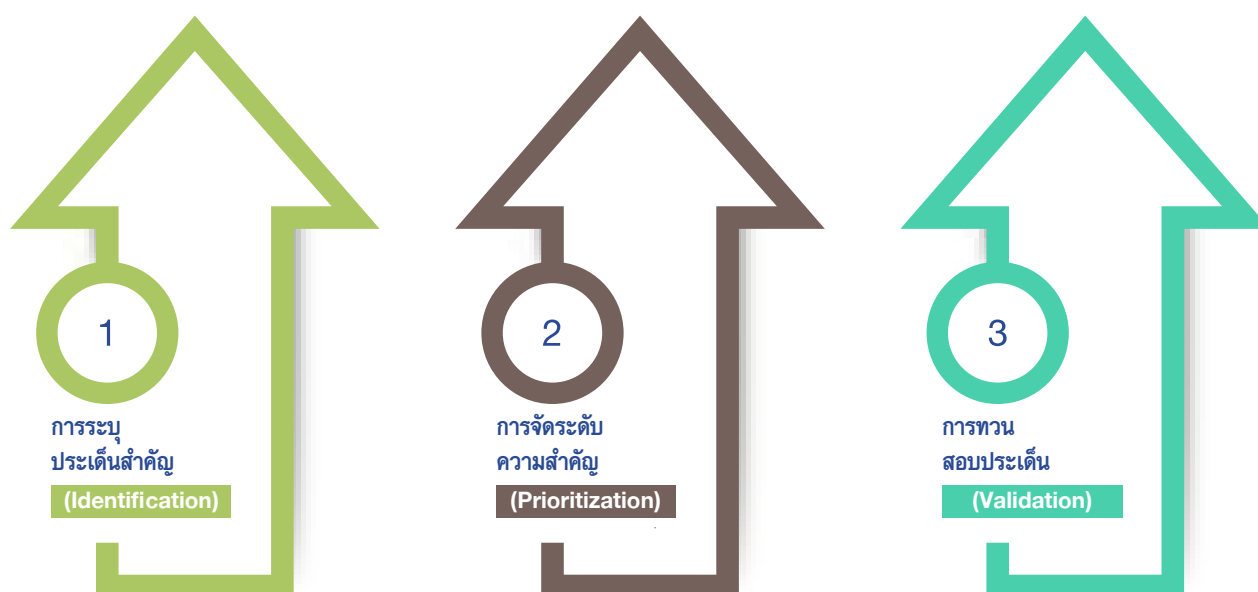 1
การระบุ
ประเด็นสำคัญ
(Identification)
2
การจัดระดับ
ความสำคัญ
(Prioritization)
3
การทวน
สอบประเด็น
(Validation)